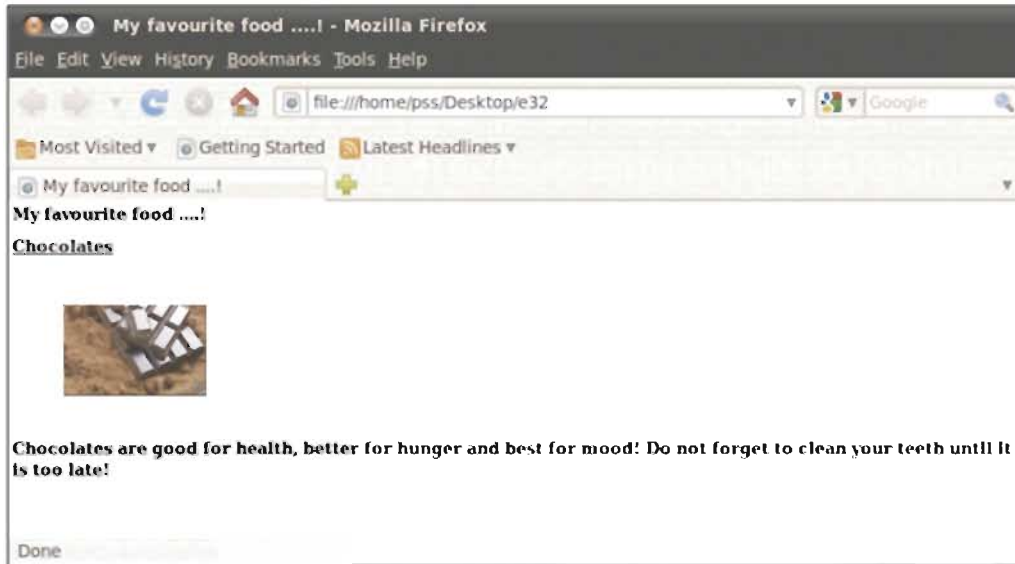 My favourite food ....! - Mozilla Firefox
File Edit View History Bookmarks Tools Help
file:///home/pss/Desktop/e32 Google
Most Visited Getting Started Latest Headlines
My favourite food ....!
My favourite food ....!
Chocolates
Chocolates are good for health, better for hunger and best for mood! Do not forget to clean your teeth until it
is too late!
Done